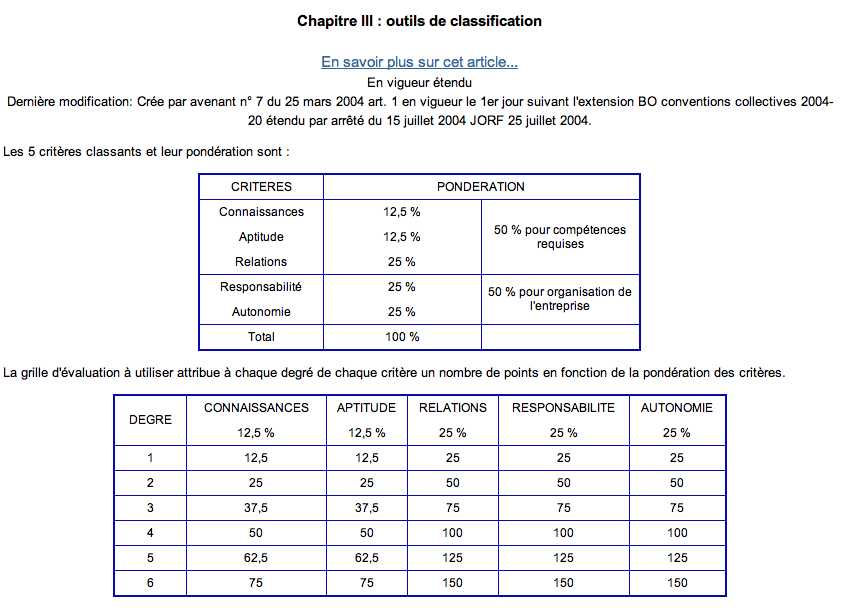 Chapitre III : outils de classification
En savoir plus sur cet article...
En vigueur étendu
Dernière modification: Crée par avenant n° 7 du 25 mars 2004 art. 1 en vigueur le 1er jour suivant l'extension BO conventions collectives 2004-
20 étendu par arrêté du 15 juillet 2004 JORF 25 juillet 2004.
Les 5 critères classants et leur pondération sont :
CRITERES PONDERATION
Connaissances 12,5 %
Aptitude 12,5 % 50 % pour compétences
requises
Relations 25 %
Responsabilité 25 % 50 % pour organisation de
l'entreprise
Autonomie 25 %
Total 100 %
La grille d'évaluation à utiliser attribue à chaque degré de chaque critère un nombre de points en fonction de la pondération des critères.
DEGRE CONNAISSANCES APTITUDE RELATIONS RESPONSABILITE AUTONOMIE
12,5 % 12,5 % 25 % 25 % 25 %
1 12,5 12,5 25 25 25
2 25 25 50 50 50
3 37,5 37,5 75 75 75
4 50 50 100 100 100
5 62,5 62,5 125 125 125
6 75 75 150 150 150